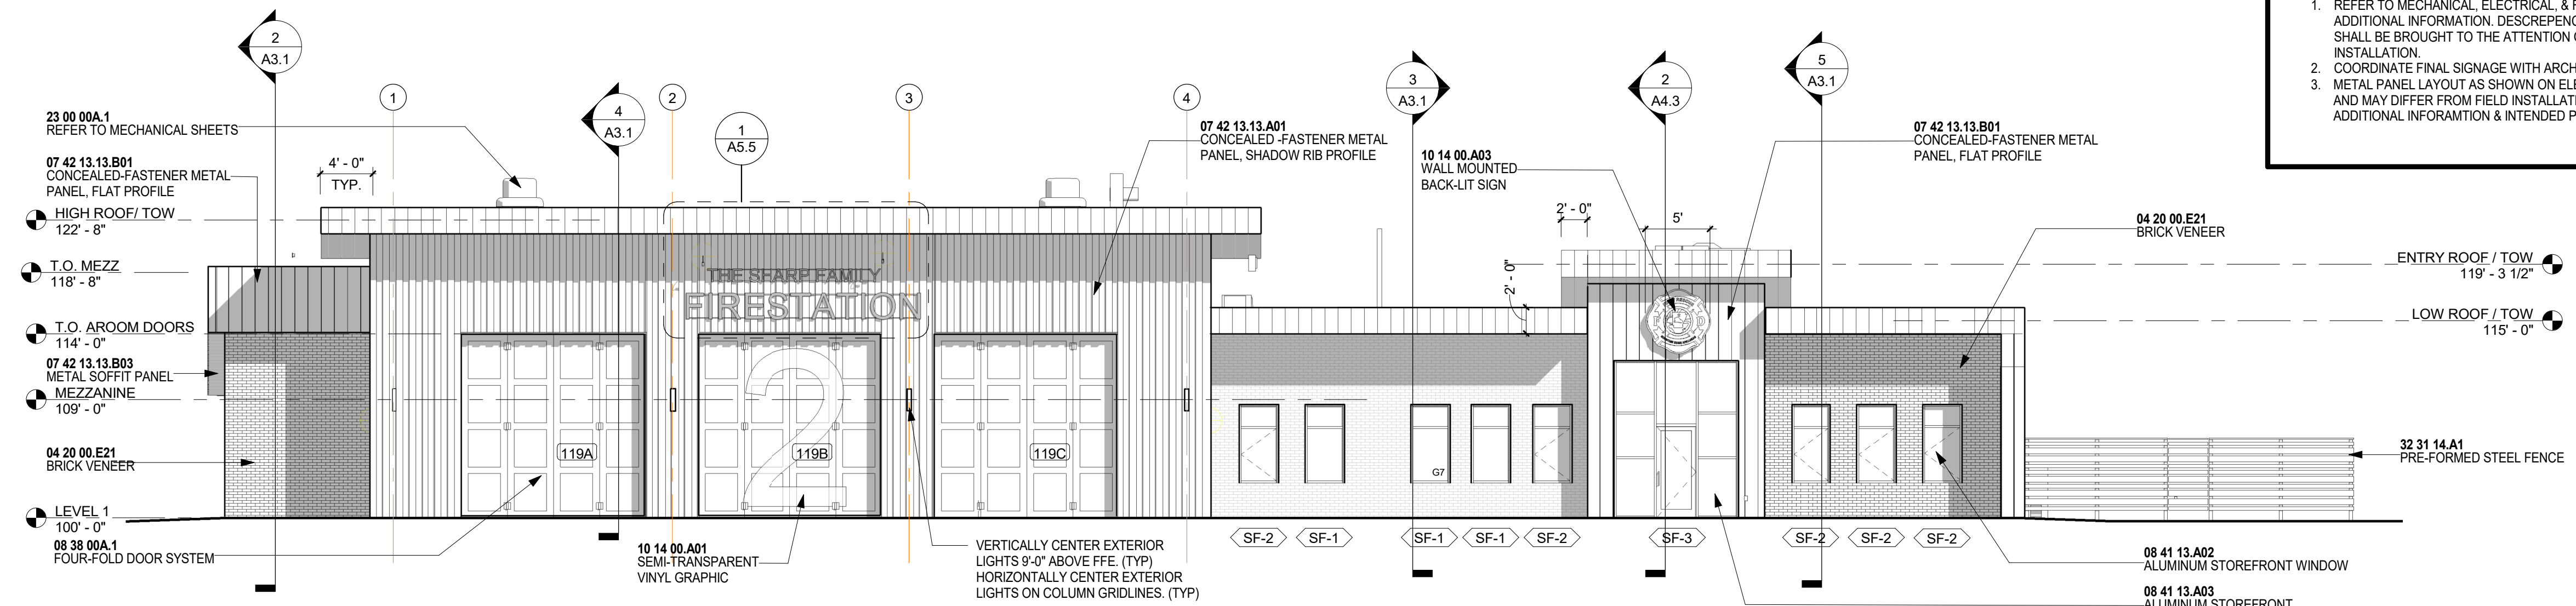 1. REFER TO MECHANICAL, ELECTRICAL, &
ADDITIONAL INFORMATION.
SHALL BE BROUGHT TO THE ATTENTION
INSTALLATION.
2. COORDINATE FINAL SIGNAGE WITH
3. METAL PANEL LAYOUT AS SHOWN ON
AND MAY DIFFER FROM FIELD
ADDITIONAL INFORAMTION & INTENDED
2
A3.1
1
4
A3.1
2
1
A5.5
3
4
3
A3.1
2
A4.3
5
A3.1
23 00 00A.1
REFER TO MECHANICAL SHEETS
07 42 13.13.B01
CONCEALED-FASTENER METAL
PANEL, FLAT PROFILE
4' - 0"
TYP.
07 42 13.13.A01
CONCEALED -FASTENER METAL
PANEL, SHADOW RIB PROFILE
10 14 00.A03
WALL MOUNTED
BACK-LIT SIGN
07 42 13.13.B01
CONCEALED-FASTENER METAL
PANEL, FLAT PROFILE
2' - 0"
5'
2' - 0"
04 20 00.E21
BRICK VENEER
HIGH ROOF/ TOW
122' - 8"
T.O. MEZZ
118' - 8"
T.O. AROOM DOORS
114' - 0"
07 42 13.13.B03
METAL SOFFIT PANEL
MEZZANINE
109' - 0"
04 20 00.E21
BRICK VENEER
LEVEL 1
100' - 0"
08 38 00A.1
FOUR-FOLD DOOR SYSTEM
THE SHARP FAMILY
FIRESTATION
2
119A
119B
119C
G7
ENTRY ROOF / TOW
119' - 3 1/2"
LOW ROOF / TOW
115' - 0"
32 31 14.A1
PRE-FORMED STEEL FENCE
10 14 00.A01
SEMI-TRANSPARENT
VINYL GRAPHIC
VERTICALLY CENTER EXTERIOR
LIGHTS 9'-0" ABOVE FFE. (TYP)
HORIZONTALLY CENTER EXTERIOR
LIGHTS ON COLUMN GRIDLINES. (TYP)
SF-2
SF-1
SF-1
SF-1
SF-2
SF-3
SF-2
SF-2
SF-2
08 41 13.A02
ALUMINUM STOREFRONT WINDOW
08 41 13.A03
ALUMINUM STOREFRONT